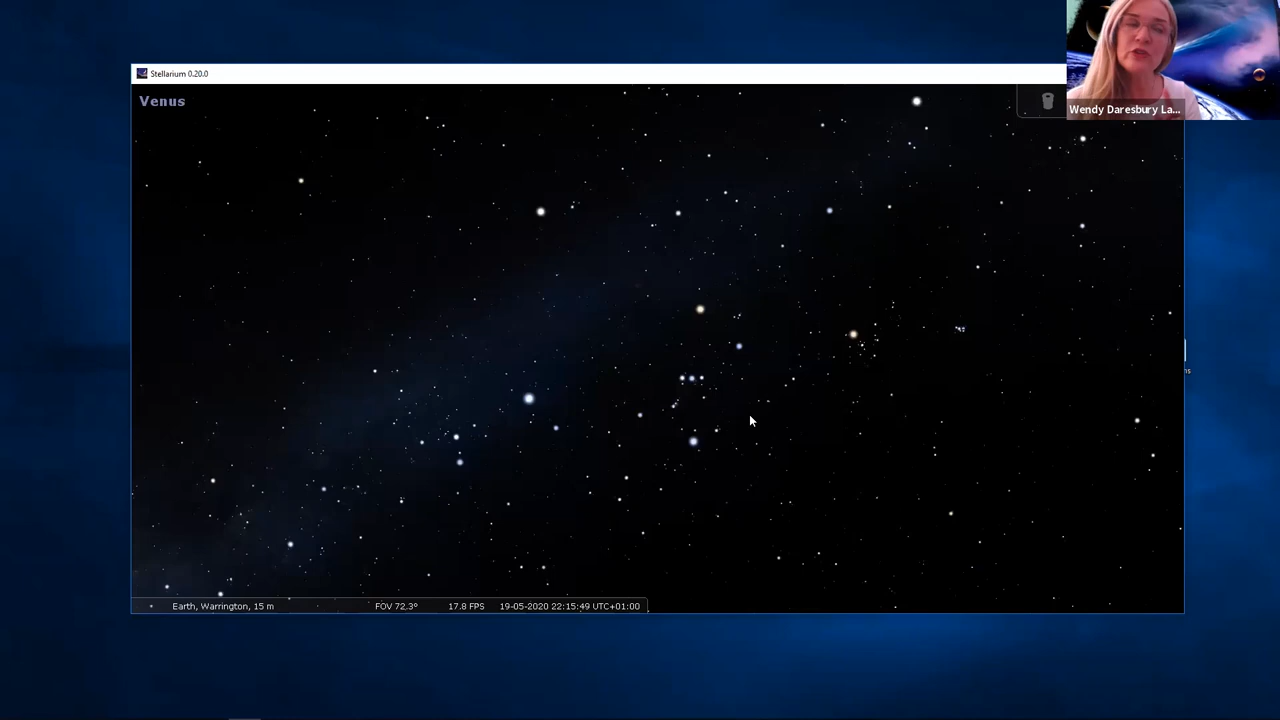 Stellarium 0.20.0
Venus
Wendy Daresbury La...
ns
Earth, Warrington, 15 m
FOV 72.3°
17.8 FPS
19-05-2020 22:15:49 UTC+01:00